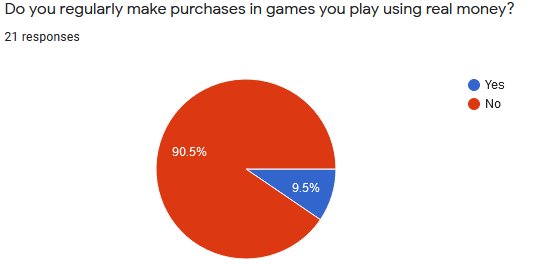 Do you regularly make purchases in games you play using real money?
21 responses
Yes
No
90.5%
9.5%